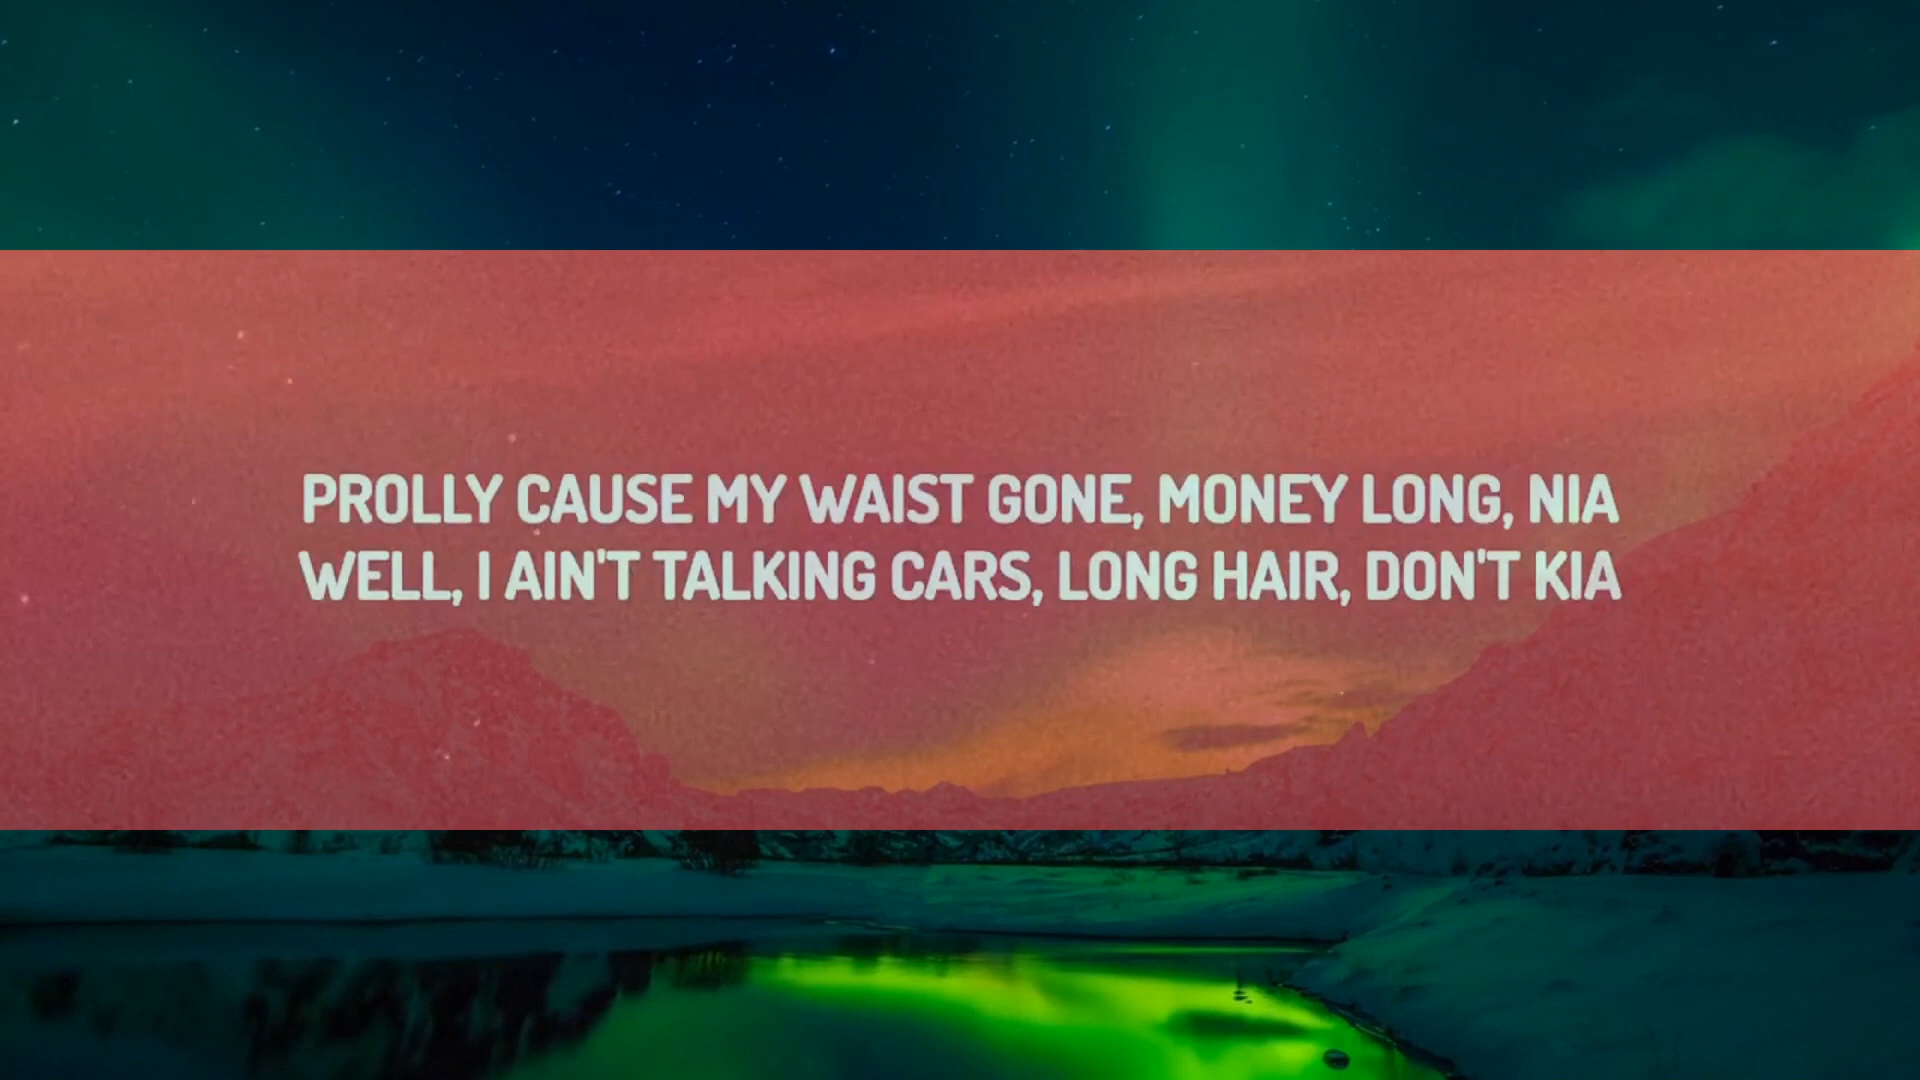 PROLLY CAUSE MY WAIST GONE, MONEY LONG, NIA
WELL, I AIN'T TALKING CARS, LONG HAIR, DON'T KIA